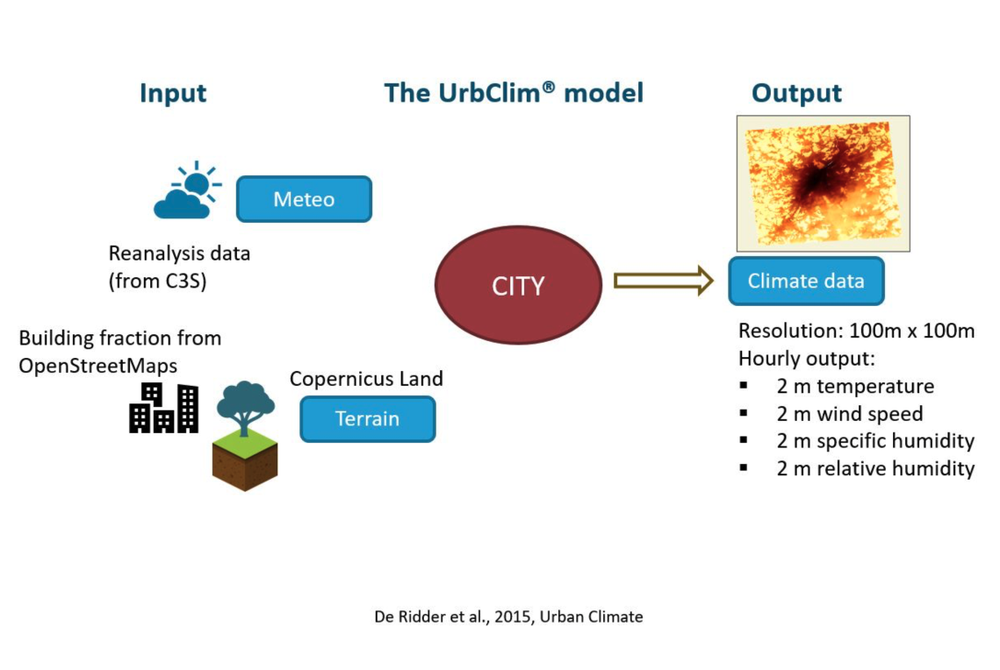 Input
The UrbClim® model
Output
Meteo
Reanalysis data
(from C3S)
CITY
Climate data
Building fraction from
OpenStreetMaps
Copernicus Land
Terrain
Resolution: 100m x 100m
Hourly output:
▪ 2 m temperature
▪ 2 m wind speed
▪ 2 m specific humidity
▪ 2 m relative humidity
De Ridder et al., 2015, Urban Climate